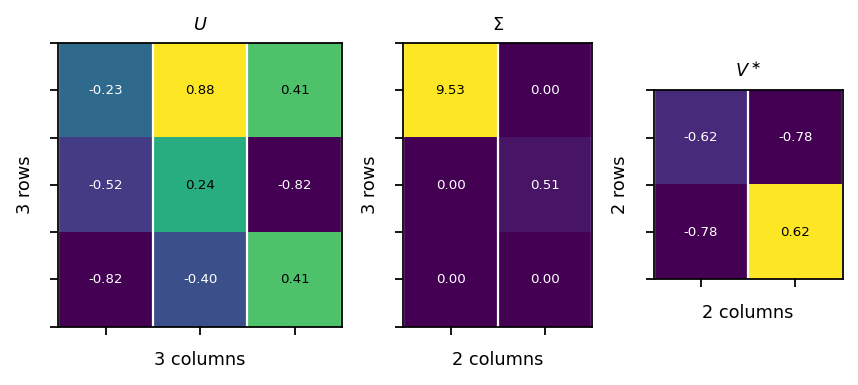 U
Σ
V*
-0.23 0.88 0.41
-0.52 0.24 -0.82
-0.82 -0.40 0.41
3 rows
3 columns
9.53 0.00
0.00 0.51
0.00 0.00
3 rows
2 columns
-0.62 -0.78
-0.78 0.62
2 rows
2 columns